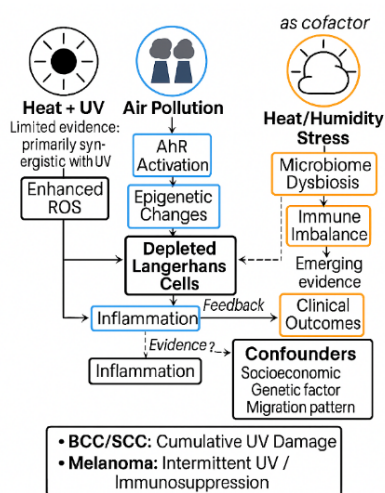 as cofactor
Heat + UV
Limited evidence:
primarily syn-
ergistic with UV
Enhanced
ROS
Air Pollution
AhR
Activation
Epigenetic
Changes
Depleted
Langerhans
Cells
Inflammation
Feedback
Heat/Humidity
Stress
Microbiome
Dysbiosis
Immune
Imbalance
Emerging
evidence
Clinical
Outcomes
Evidence?
Inflammation
Confounders
Socioeconomic
Genetic factor
Migration pattern
• BCC/SCC: Cumulative UV Damage
• Melanoma: Intermittent UV /
Immunosuppression